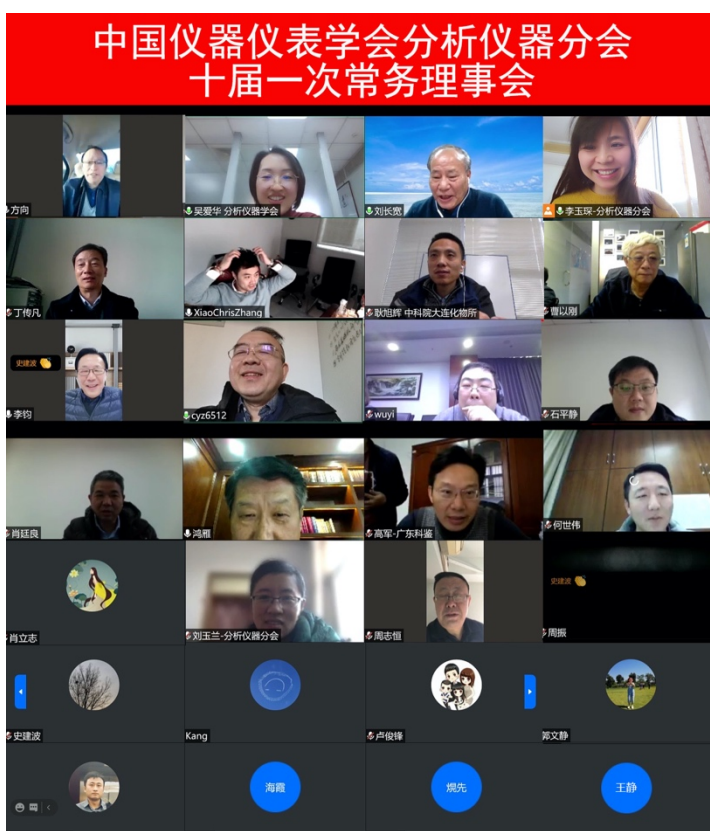 中国仪器仪表学会分析仪器分会
十届一次常务理事会
方向
吴爱华 分析仪器学会
刘长宽
李玉琛-分析仪器分会
丁传凡
XiaoChrisZhang
耿旭辉 中科院大连化物所
曹以刚
史建波
李钧
cyz6512
wuyi
石平静
肖廷良
鸿雁
高军-广东科鉴
何世伟
史建波
肖立志
刘玉兰-分析仪器分会
周志恒
周振
史建波
Kang
卢俊锋
郭文静
海霞
焜先
王静